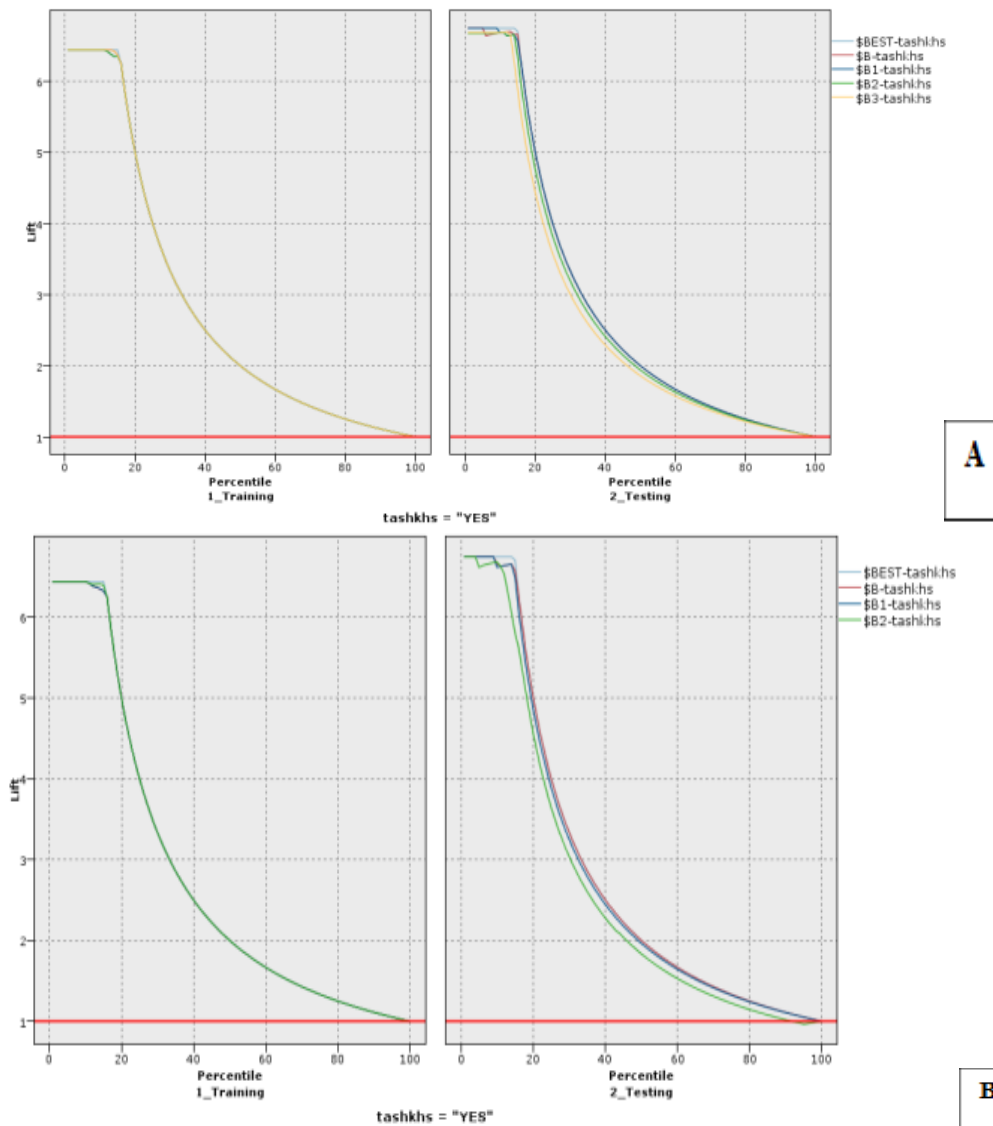 $BEST-tashkhs
$B-tashkhs
$B1-tashkhs
$B2-tashkhs
$B3-tashkhs
Lift
6
5
4
3
2
1
0 20 40 60 80 100
0 20 40 60 80 100
Percentile
1_Training
Percentile
2_Testing
tashkhs = "YES"
A
$BEST-tashkhs
$B-tashkhs
$B1-tashkhs
$B2-tashkhs
Lift
6
5
4
3
2
1
0 20 40 60 80 100
0 20 40 60 80 100
Percentile
1_Training
Percentile
2_Testing
tashkhs = "YES"
B